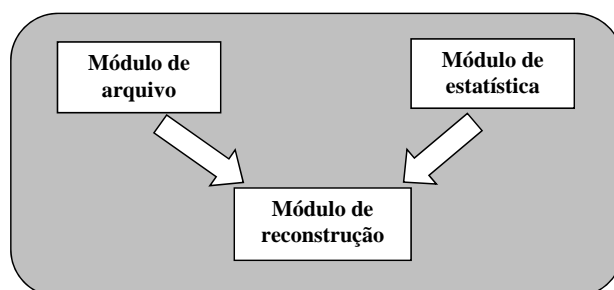 Módulo de
arquivo
Módulo de
estatística
Módulo de
reconstrução